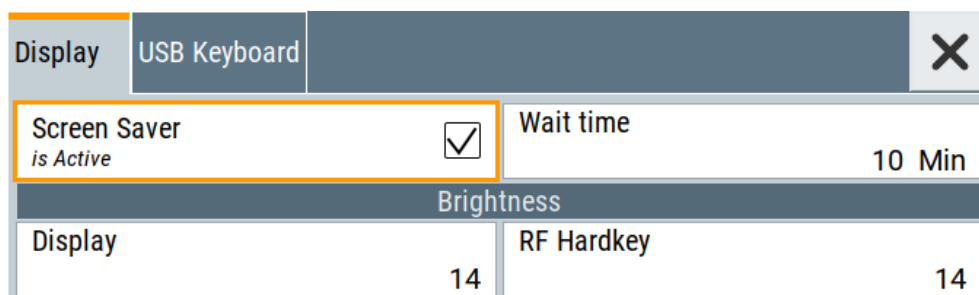 Display USB Keyboard
Screen Saver
is Active
Wait time
10 Min
Brightness
Display
14
RF Hardkey
14